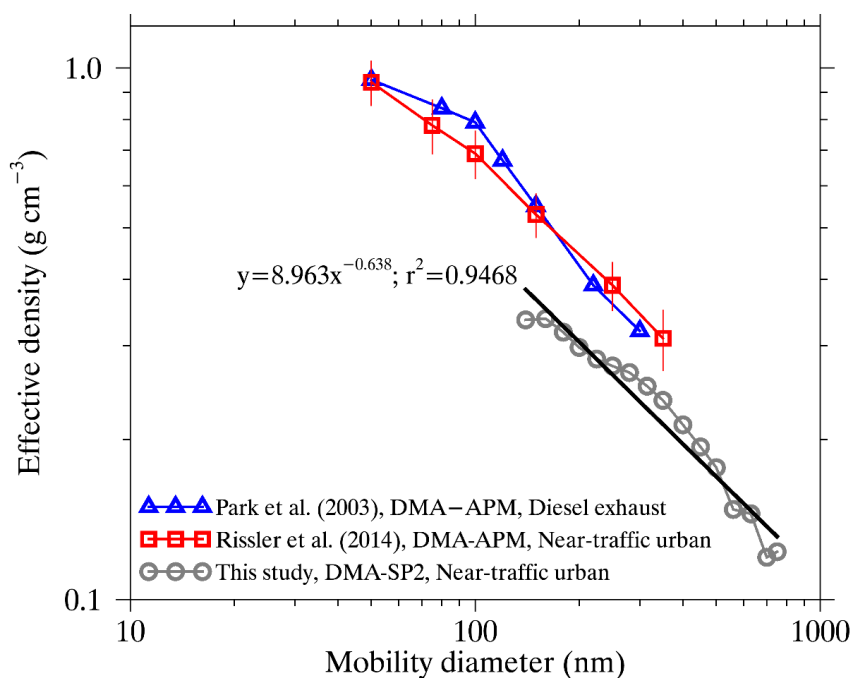 1.0
y=8.963x^−0.638; r^2=0.9468
Effective density (g cm^−3)
Park et al. (2003), DMA−APM, Diesel exhaust
Rissler et al. (2014), DMA-APM, Near-traffic urban
This study, DMA-SP2, Near-traffic urban
0.1
10 100 1000
Mobility diameter (nm)